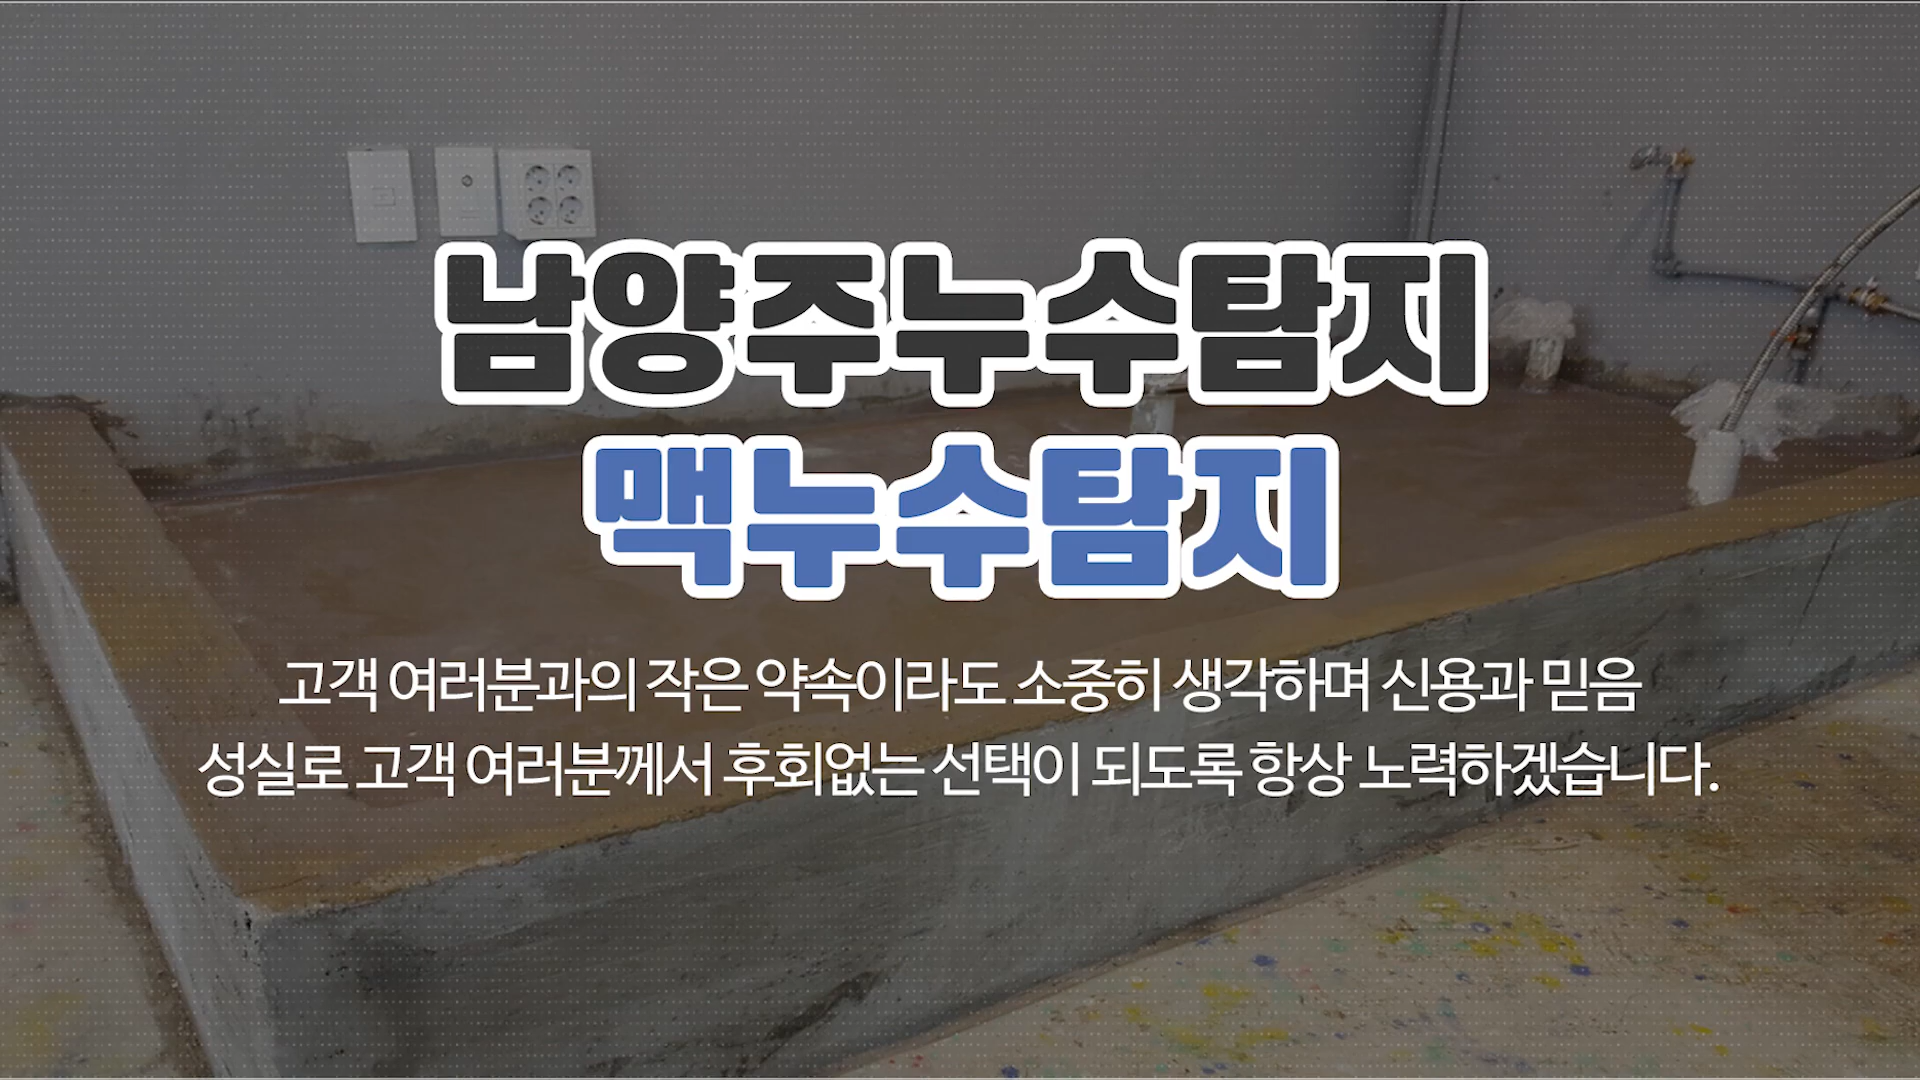 남양주누수탐지
맥누수탐지
고객 여러분과의 작은 약속이라도 소중히 생각하며 신용과 믿음
성실로 고객 여러분께서 후회없는 선택이 되도록 항상 노력하겠습니다.